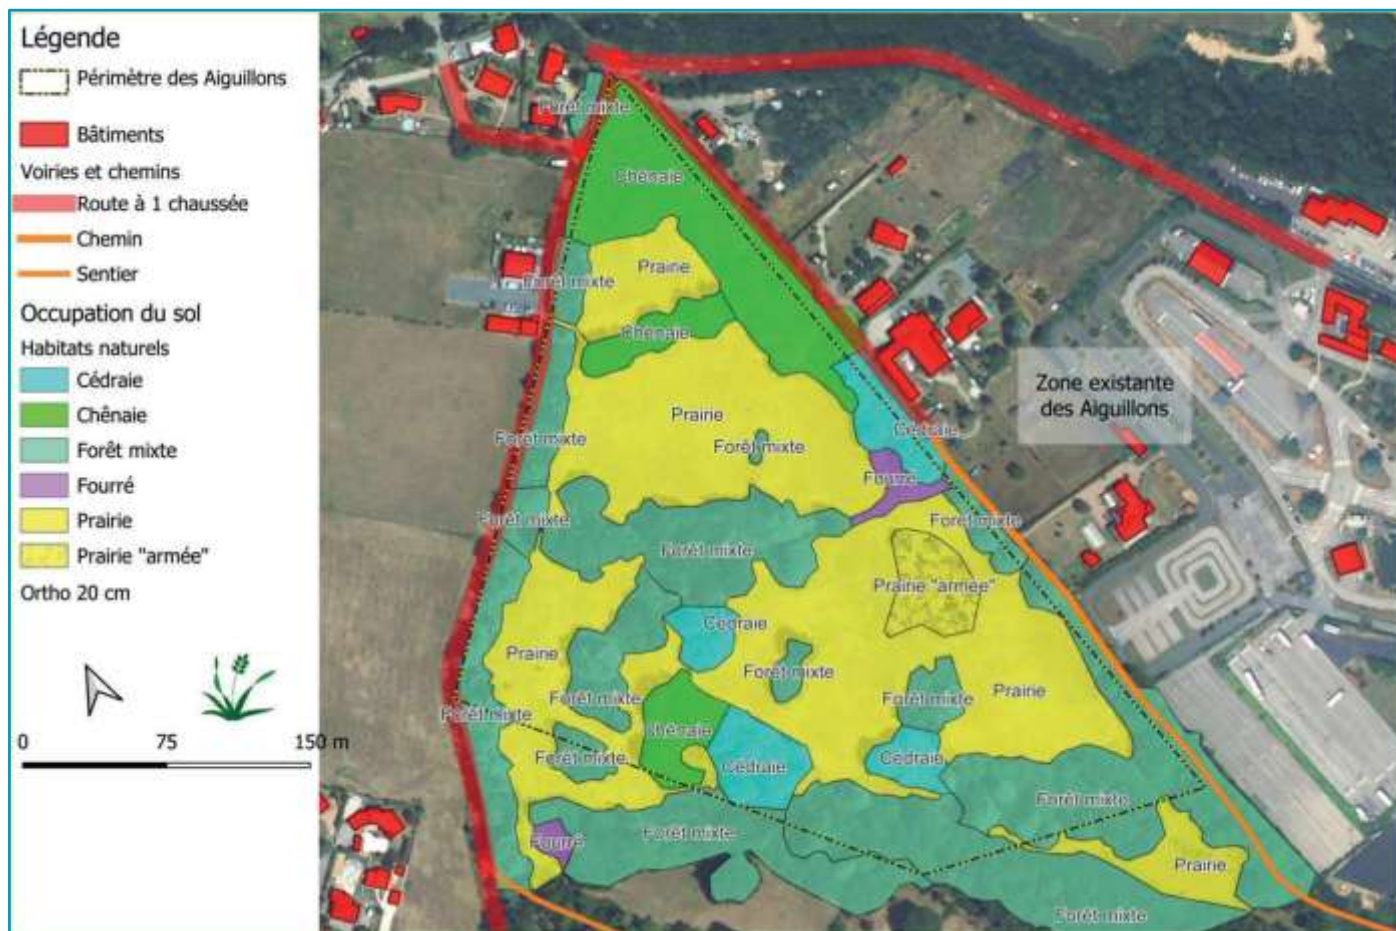 Légende
Périmètre des Aiguillons
Bâtiments
Voiries et chemins
Route à 1 chaussée
Chemin
Sentier
Occupation du sol
Habitats naturels
Cédraie
Chênaie
Forêt mixte
Fourré
Prairie
Prairie "armée"
Ortho 20 cm
0 75 150 m
Forêt mixte
Chênaie
Prairie
Forêt mixte
Chênaie
Prairie
Zone existante
des Aiguillons
Cédraie
Forêt mixte
Forêt mixte
Fourré
Forêt mixte
Forêt mixte
Forêt mixte
Prairie "armée"
Cédraie
Prairie
Forêt mixte
Forêt mixte
Forêt mixte
Prairie
Forêt mixte
Chênaie
Forêt mixte
Cédraie
Cédraie
Forêt mixte
Forêt mixte
Fourré
Prairie
Forêt mixte